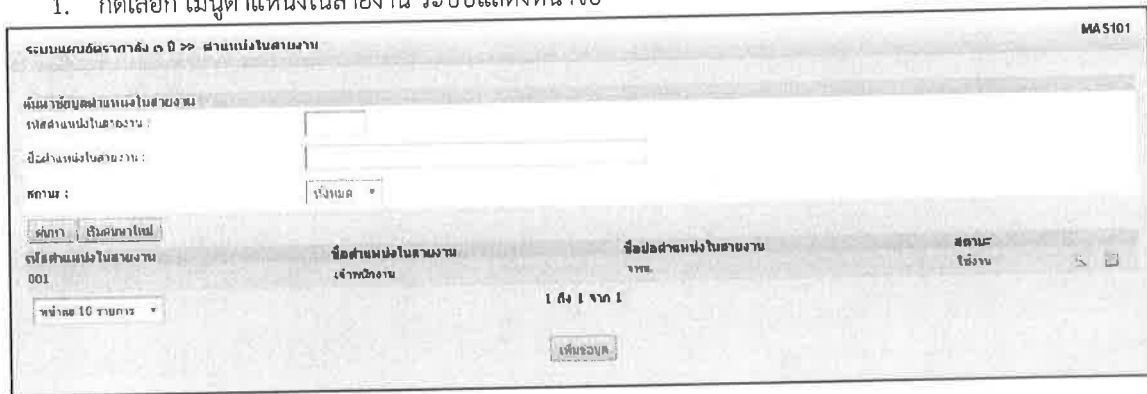 1. กดเลือก เมนูตำแหน่งในสายงาน ระบบแสดงหน้าจอ
MAS101
ระบบแผนอัตรากำลัง ๓ ปี >> ตำแหน่งในสายงาน
ค้นหาข้อมูลตำแหน่งในสายงาน
รหัสตำแหน่งในสายงาน :
ชื่อตำแหน่งในสายงาน :
สถานะ : ทั้งหมด
ค้นหา เริ่มค้นหาใหม่
รหัสตำแหน่งในสายงาน ชื่อตำแหน่งในสายงาน ชื่อย่อตำแหน่งในสายงาน สถานะ
001 เจ้าพนักงาน จพง. ใช้งาน
หน้าละ 10 รายการ 1 ถึง 1 จาก 1
เพิ่มข้อมูล